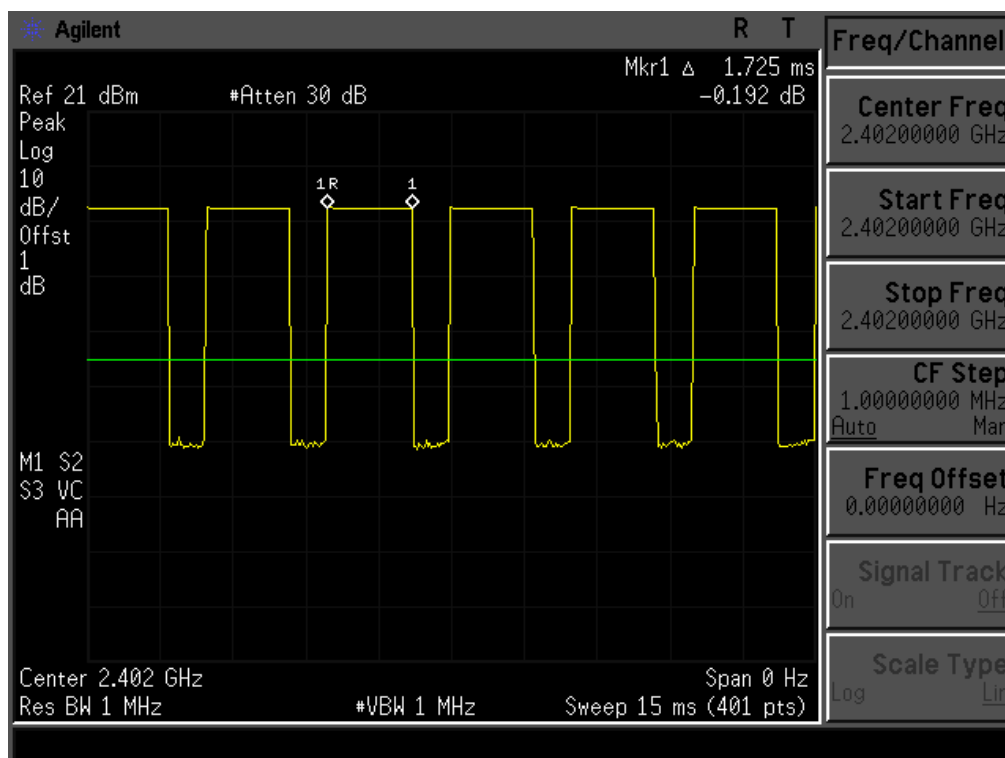 Agilent R T
Mkr1 Δ 1.725 ms
Ref 21 dBm #Atten 30 dB -0.192 dB
Peak
Log
10
dB/
Offst
1
dB
1R 1
M1 S2
S3 VC
AA
Center 2.402 GHz Span 0 Hz
Res BW 1 MHz #VBW 1 MHz Sweep 15 ms (401 pts)
Freq/Channel
Center Freq
2.40200000 GHz
Start Freq
2.40200000 GHz
Stop Freq
2.40200000 GHz
CF Step
1.00000000 MHz
Auto Man
Freq Offset
0.00000000 Hz
Signal Track
On Off
Scale Type
Log Lin